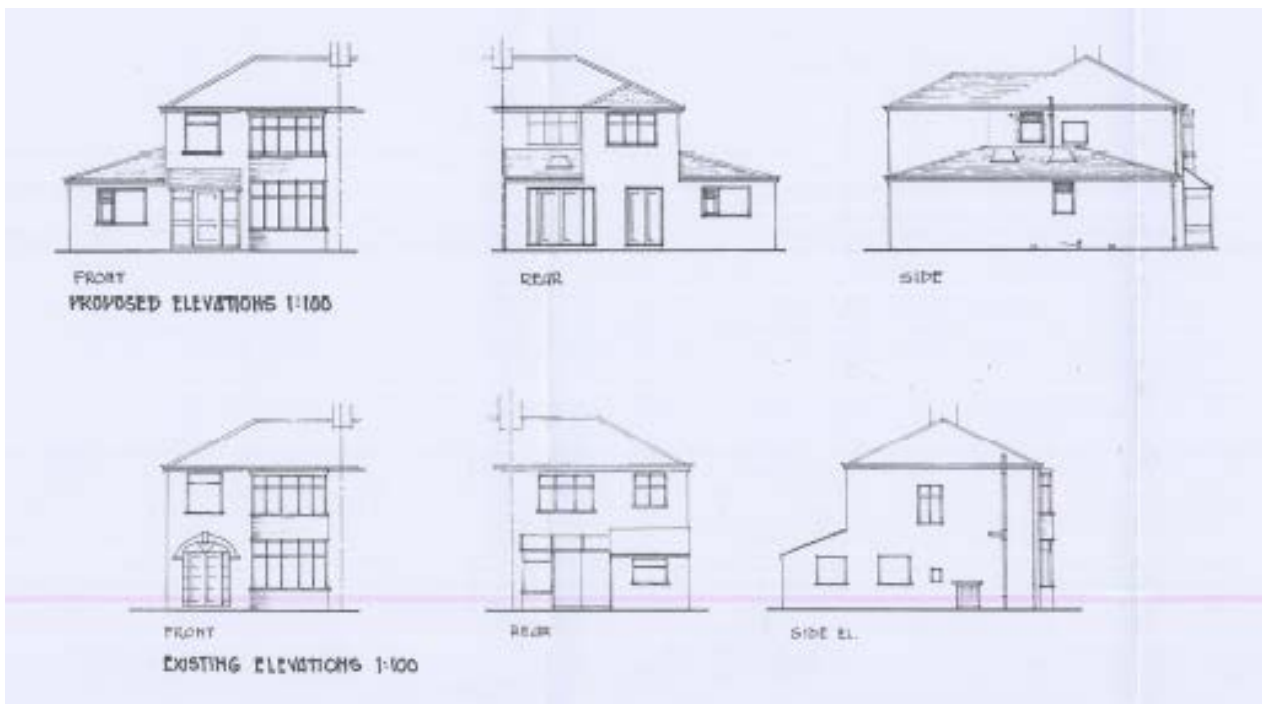 FRONT
REAR
SIDE
PROPOSED ELEVATIONS 1:100
FRONT
REAR
SIDE EL.
EXISTING ELEVATIONS 1:100